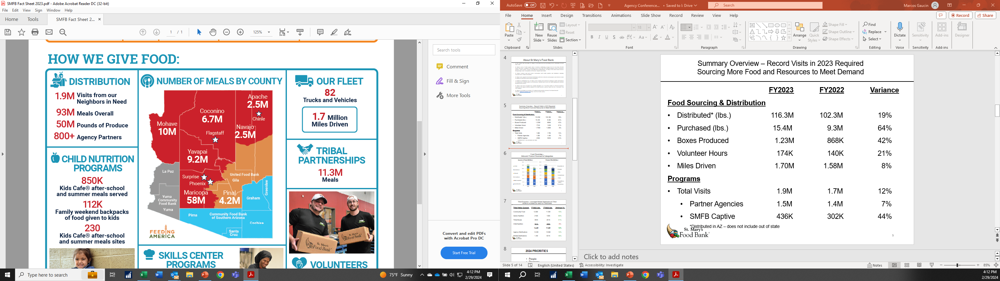 SMFB Fact Sheet 2023.pdf - Adobe Acrobat Reader DC (32-bit)
File Edit View Sign Window Help
Home Tools SMFB Fact Sheet 2... ×
1 / 1 125%
HOW WE GIVE FOOD:
DISTRIBUTION
1.9M Visits from our
Neighbors in Need
93M Meals Overall
50M Pounds of Produce
800+ Agency Partners
CHILD NUTRITION
PROGRAMS
850K
Kids Cafe® after-school
and summer meals served
112K
Family weekend backpacks
of food given to kids
230
Kids Cafe® after-school
and summer meals sites
NUMBER OF MEALS BY COUNTY
Apache
2.5M
Chinle
Coconino
6.7M
Mohave
10M
Navajo
2.5M
Flagstaff
Yavapai
9.2M
La Paz
Surprise
Phoenix
United Food Bank
Gila
Maricopa
58M
Pinal
4.2M
Greenlee
Graham
Yuma
Community
Food Bank
Yuma
Pima
Community Food Bank
of Southern Arizona
Cochise
Santa
Cruz
FEEDING
AMERICA
SKILLS CENTER
PROGRAMS
OUR FLEET
82
Trucks and Vehicles
1.7 Million
Miles Driven
TRIBAL
PARTNERSHIPS
11.3M
Meals
St. Mary's
Food Bank
St. Mary's
Food Bank
VOLUNTEERS
Search tools
Comment
Fill & Sign
More Tools
Convert and edit PDFs
with Acrobat Pro DC
Start Free Trial
Type here to search
75°F Sunny
4:12 PM
2/29/2024
AutoSave Off Agency Conference... • Saved to I: Drive Search Marcos Gaucin
File Home Insert Design Transitions Animations Slide Show Record Review View Help Record Share
Paste
Clipboard
New
Slide
Reuse
Slides
Layout
Reset
Section
Slides
18
Font
Paragraph
Arrange
Quick
Styles
Shape Fill
Shape Outline
Shape Effects
Drawing
Find
Replace
Select
Editing
Dictate
Voice
Sensitivity
Sensitivity
Add-ins
Add-ins
Designer
4
About St Mary's Food Bank
5
Summary Overview – Record Visits in 2023 Required
Sourcing More Food and Resources to Meet Demand
6
Food Sourcing –
Inbound Product Sources & Categories
7
8
2024 PRIORITIES
• People
Summary Overview – Record Visits in 2023 Required
Sourcing More Food and Resources to Meet Demand
FY2023 FY2022 Variance
Food Sourcing & Distribution
• Distributed* (lbs.) 116.3M 102.3M 19%
• Purchased (lbs.) 15.4M 9.3M 64%
• Boxes Produced 1.23M 868K 42%
• Volunteer Hours 174K 140K 21%
• Miles Driven 1.70M 1.58M 8%
Programs
• Total Visits 1.9M 1.7M 12%
• Partner Agencies 1.5M 1.4M 7%
• SMFB Captive 436K 302K 44%
*Distributed in AZ – does not include out of state
St. Mary's
Food Bank®
5
Click to add notes
Slide 5 of 14 English (United States) Accessibility: Investigate Notes 85%
4:12 PM
2/29/2024